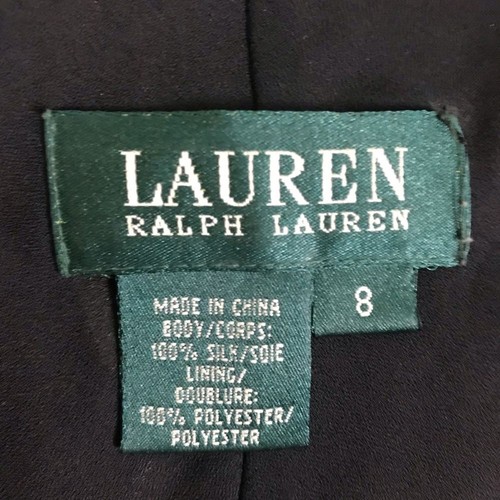 LAUREN
RALPH LAUREN
8
MADE IN CHINA
BODY/CORPS:
100% SILK/SOIE
LINING/
DOUBLURE:
100% POLYESTER/
POLYESTER